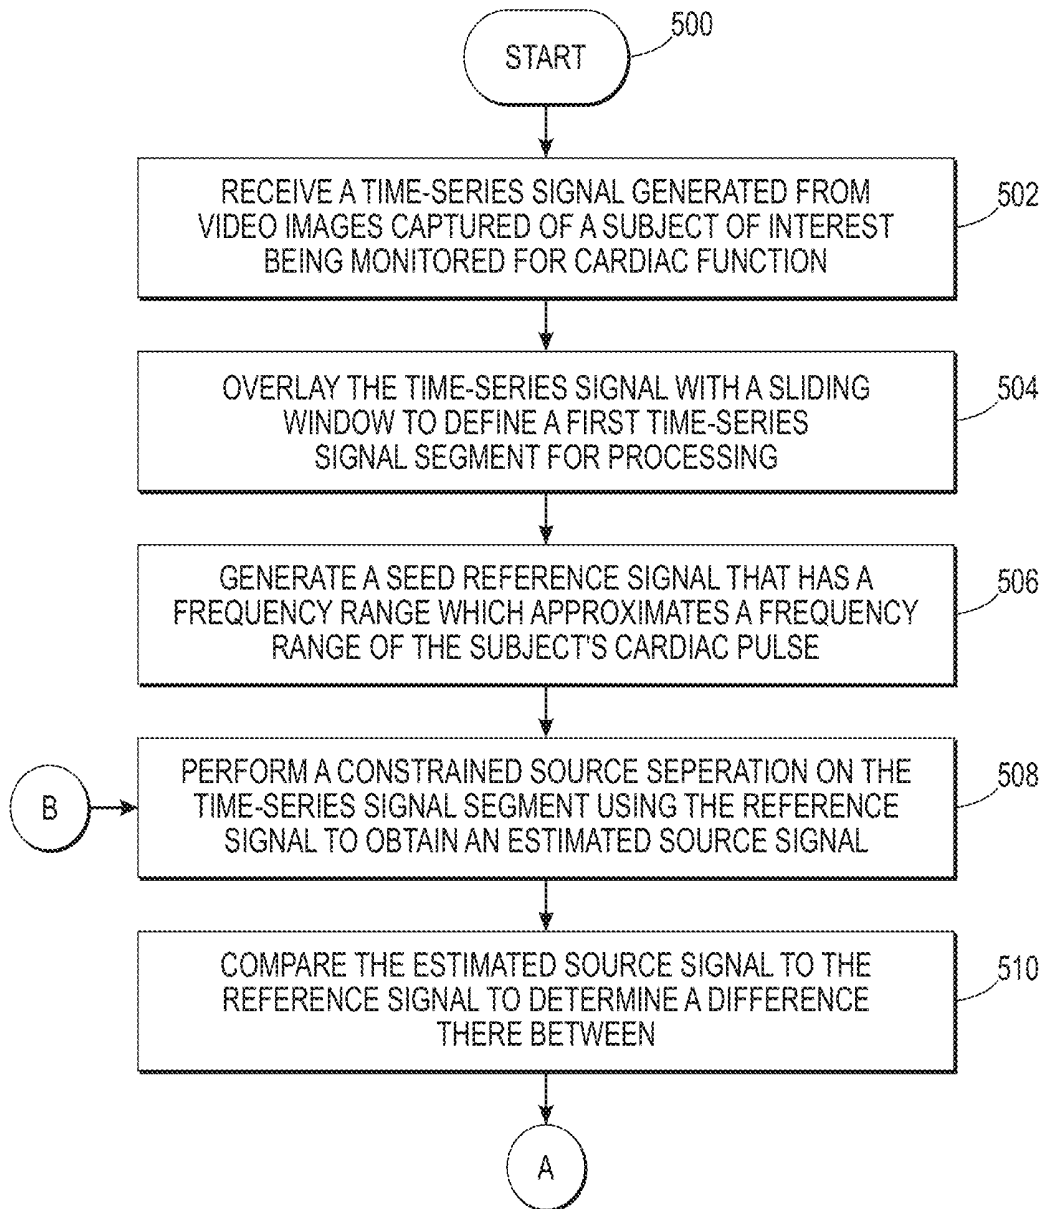 START
500
RECEIVE A TIME-SERIES SIGNAL GENERATED FROM
VIDEO IMAGES CAPTURED OF A SUBJECT OF INTEREST
BEING MONITORED FOR CARDIAC FUNCTION
502
OVERLAY THE TIME-SERIES SIGNAL WITH A SLIDING
WINDOW TO DEFINE A FIRST TIME-SERIES
SIGNAL SEGMENT FOR PROCESSING
504
GENERATE A SEED REFERENCE SIGNAL THAT HAS A
FREQUENCY RANGE WHICH APPROXIMATES A FREQUENCY
RANGE OF THE SUBJECT'S CARDIAC PULSE
506
B
PERFORM A CONSTRAINED SOURCE SEPERATION ON THE
TIME-SERIES SIGNAL SEGMENT USING THE REFERENCE
SIGNAL TO OBTAIN AN ESTIMATED SOURCE SIGNAL
508
COMPARE THE ESTIMATED SOURCE SIGNAL TO THE
REFERENCE SIGNAL TO DETERMINE A DIFFERENCE
THERE BETWEEN
510
A